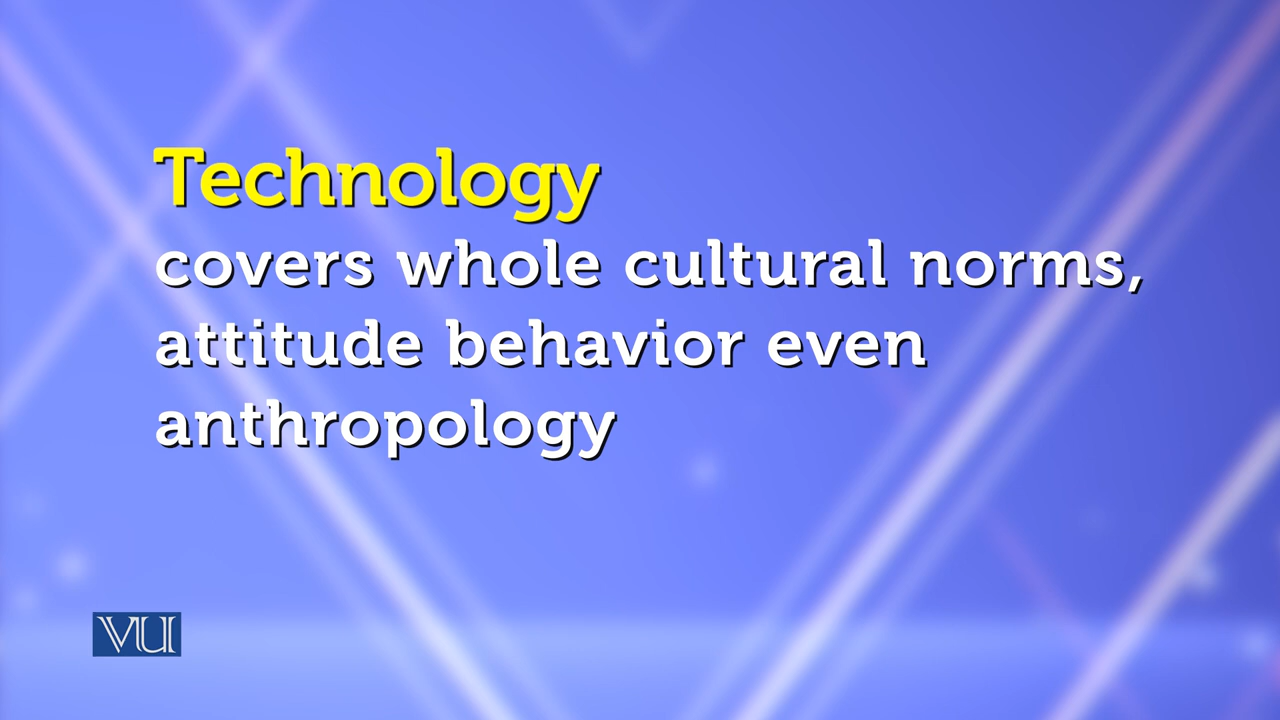 Technology
covers whole cultural norms,
attitude behavior even
anthropology
VU